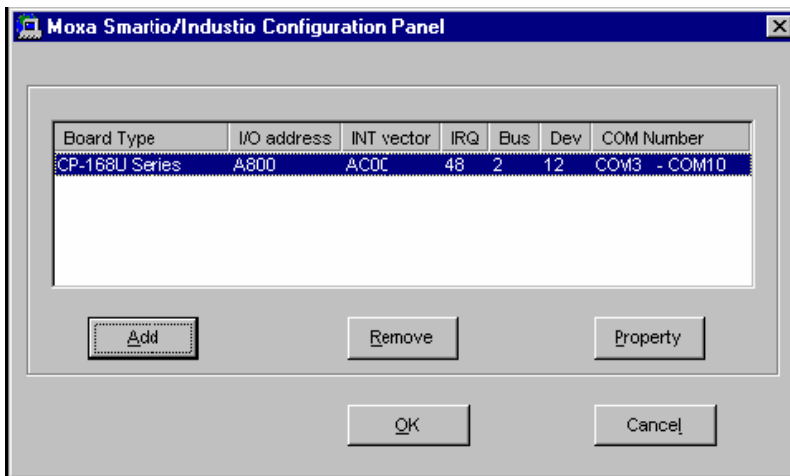 Moxa Smartio/Industio Configuration Panel
Board Type I/O address INT vector IRQ Bus Dev COM Number
CP-168U Series A800 AC00 48 2 12 COM3 - COM10
Add Remove Property
OK Cancel